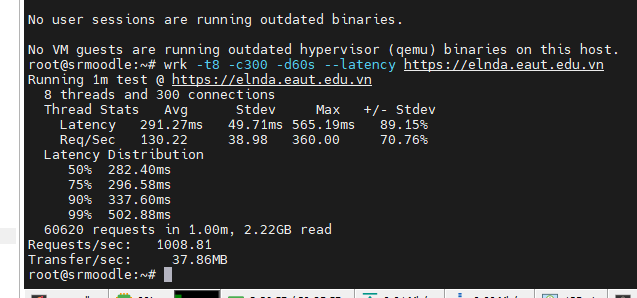 No user sessions are running outdated binaries.
No VM guests are running outdated hypervisor (qemu) binaries on this host.
root@srmoodle:~# wrk -t8 -c300 -d60s --latency https://elnda.eaut.edu.vn
Running 1m test @ https://elnda.eaut.edu.vn
  8 threads and 300 connections
  Thread Stats   Avg      Stdev     Max   +/- Stdev
    Latency   291.27ms   49.71ms 565.19ms   89.15%
    Req/Sec   130.22     38.98   360.00     70.76%
  Latency Distribution
     50%  282.40ms
     75%  296.58ms
     90%  337.60ms
     99%  502.88ms
  60620 requests in 1.00m, 2.22GB read
Requests/sec:   1008.81
Transfer/sec:     37.86MB
root@srmoodle:~#